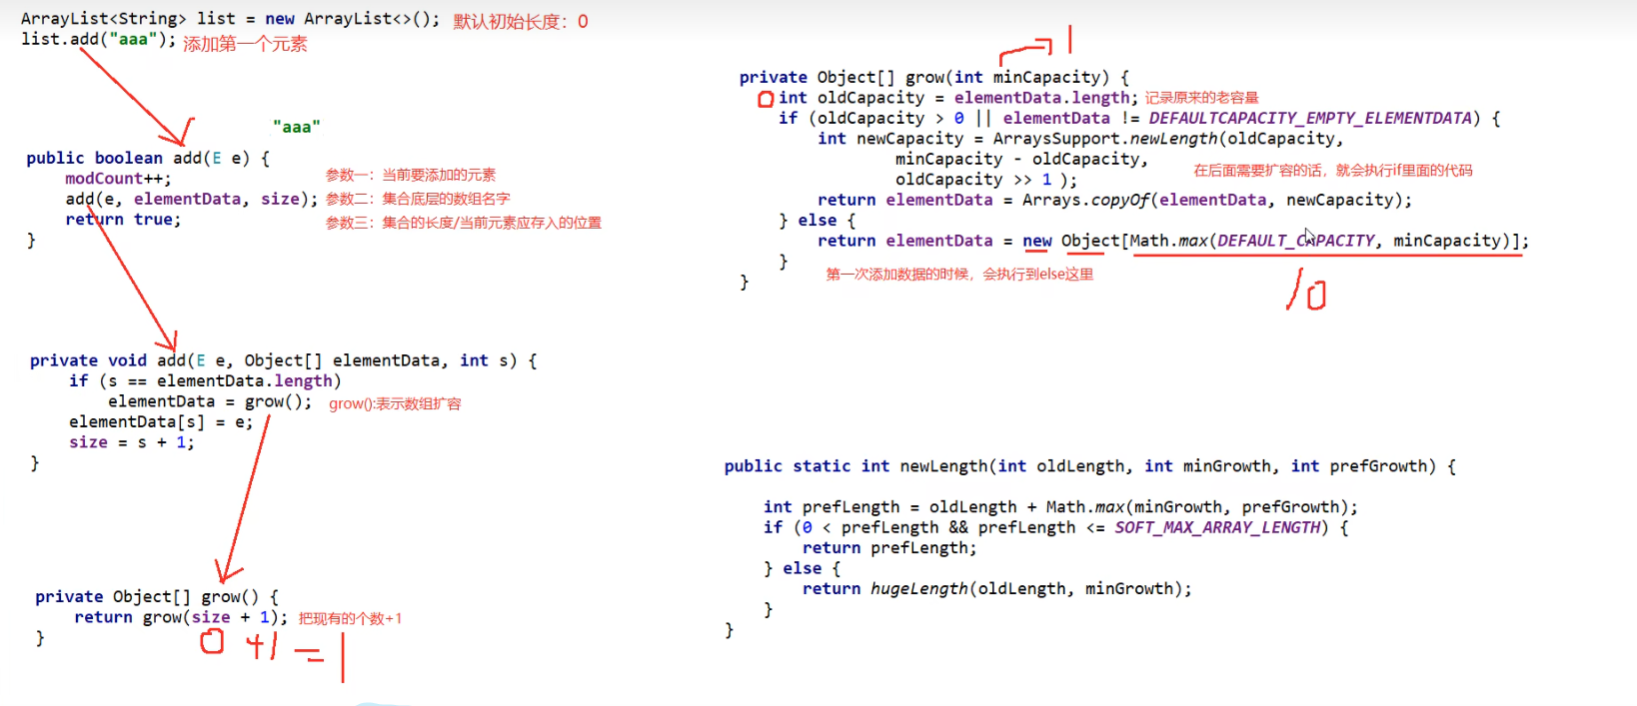 ArrayList<String> list = new ArrayList<>(); 默认初始长度：0
list.add("aaa"); 添加第一个元素
"aaa"
public boolean add(E e) {
modCount++;
参数一：当前要添加的元素
add(e, elementData, size); 参数二：集合底层的数组名字
return true;
参数三：集合的长度/当前元素应存入的位置
}
private void add(E e, Object[] elementData, int s) {
if (s == elementData.length)
elementData = grow(); grow():表示数组扩容
elementData[s] = e;
size = s + 1;
}
private Object[] grow() {
return grow(size + 1); 把现有的个数+1
}
0 +1 = 1
1
private Object[] grow(int minCapacity) {
0 int oldCapacity = elementData.length; 记录原来的老容量
if (oldCapacity > 0 || elementData != DEFAULTCAPACITY_EMPTY_ELEMENTDATA) {
int newCapacity = ArraysSupport.newLength(oldCapacity,
minCapacity - oldCapacity,
在后面需要扩容的话，就会执行if里面的代码
oldCapacity >> 1 );
return elementData = Arrays.copyOf(elementData, newCapacity);
} else {
return elementData = new Object[Math.max(DEFAULT_CAPACITY, minCapacity)];
}
第一次添加数据的时候，会执行到else这里
}
10
public static int newLength(int oldLength, int minGrowth, int prefGrowth) {
int prefLength = oldLength + Math.max(minGrowth, prefGrowth);
if (0 < prefLength && prefLength <= SOFT_MAX_ARRAY_LENGTH) {
return prefLength;
} else {
return hugeLength(oldLength, minGrowth);
}
}